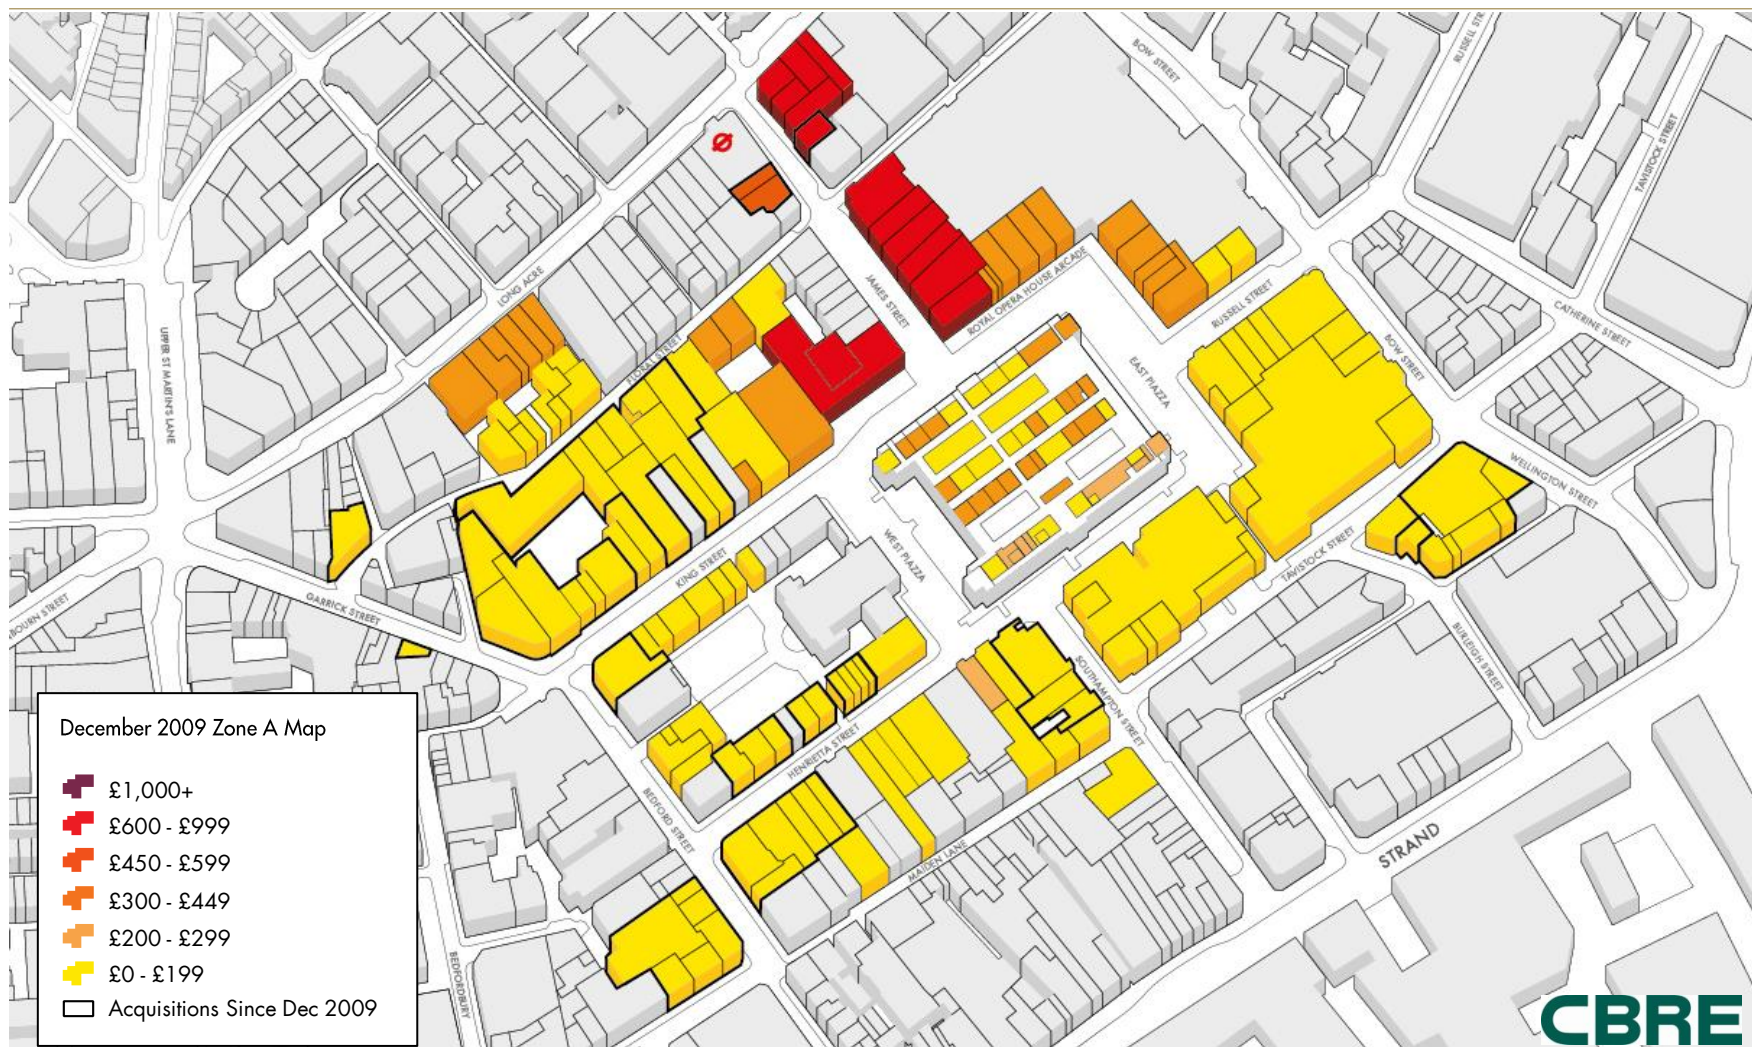 BOW STREET
RUSSELL STR
TAVISTOCK STREET
LONG ACRE
JAMES STREET
ROYAL OPERA HOUSE ARCADE
RUSSELL STREET
CATHERINE STREET
UPPER ST MARTIN'S LANE
FLORAL STREET
EAST PIAZZA
BOW STREET
WELLINGTON STREET
KING STREET
WEST PIAZZA
TAVISTOCK STREET
BOURN STREET
GARRICK STREET
BURLEIGH STREET
SOUTHAMPTON STREET
HENRIETTA STREET
BEDFORD STREET
MAIDEN LANE
STRAND
BEDFORDBURY
December 2009 Zone A Map
£1,000+
£600 - £999
£450 - £599
£300 - £449
£200 - £299
£0 - £199
Acquisitions Since Dec 2009
CBRE